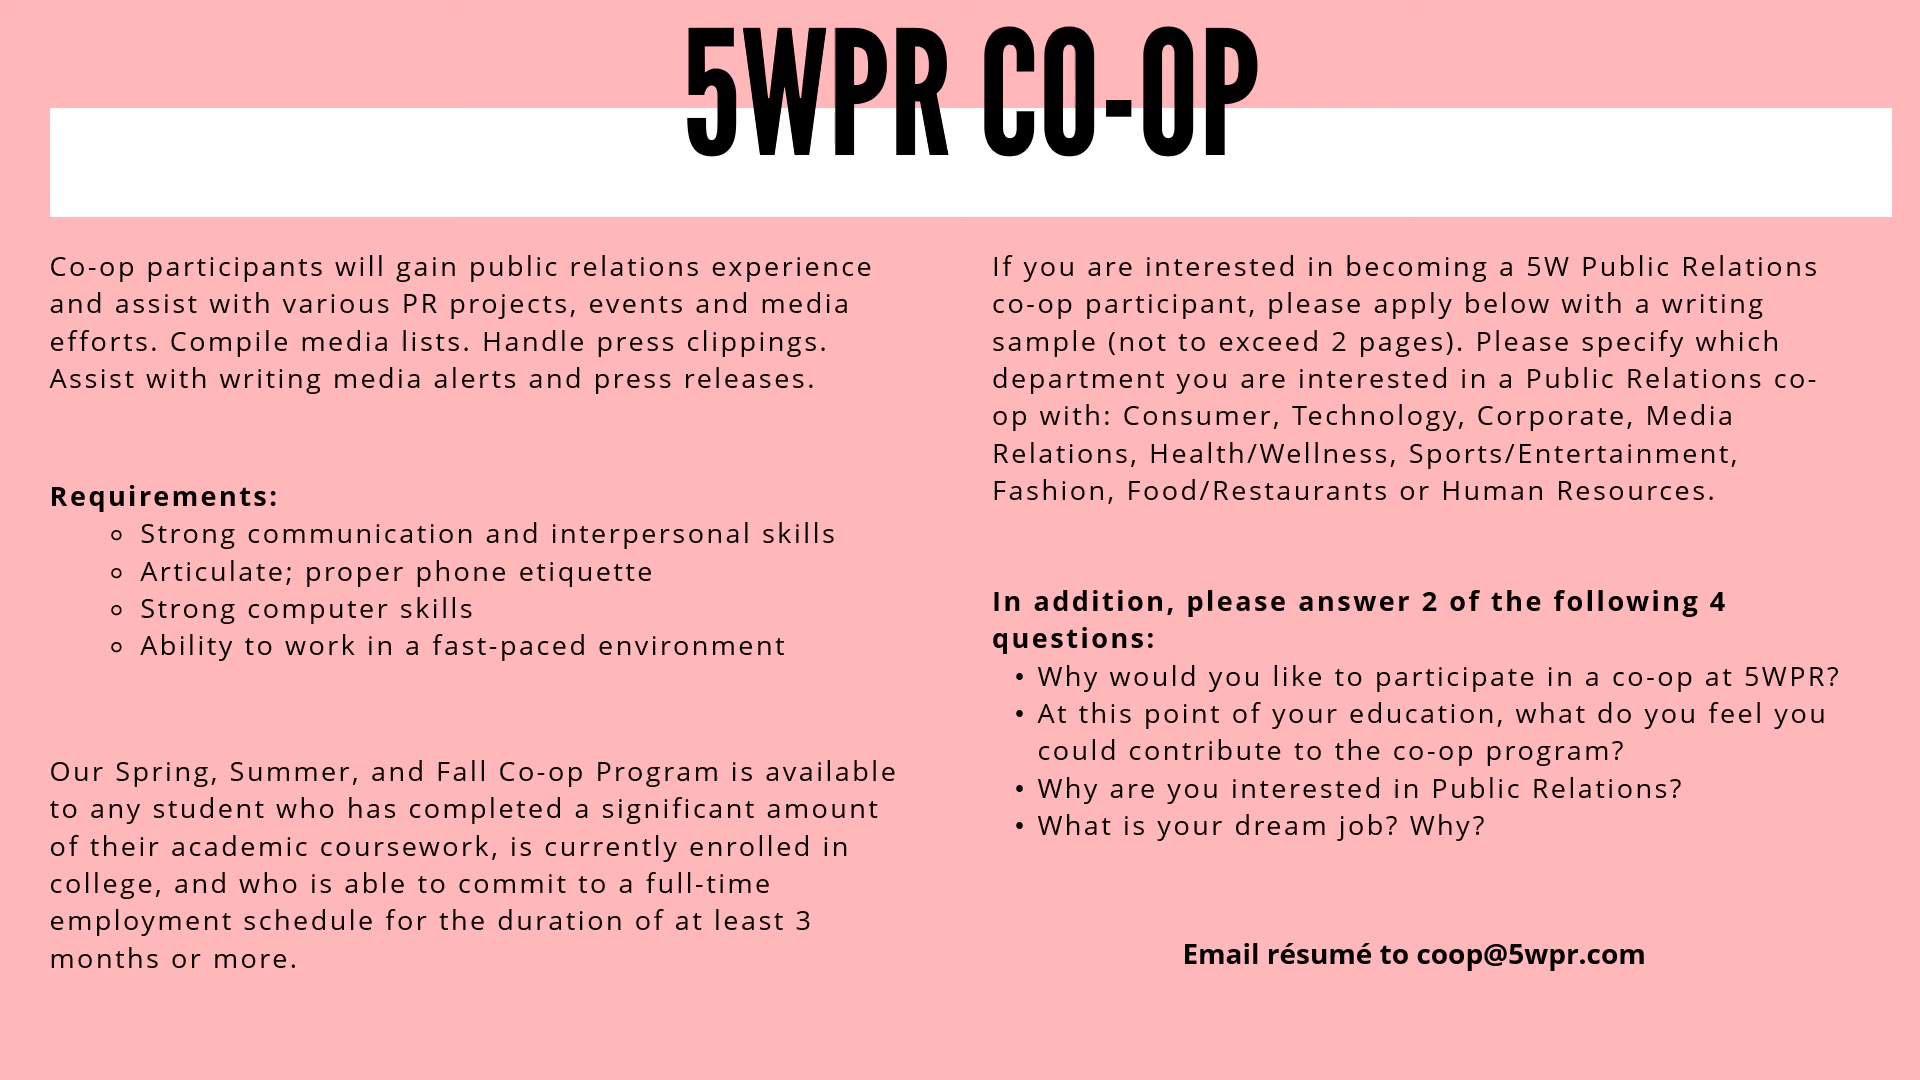 5WPR CO-OP
Co-op participants will gain public relations experience
and assist with various PR projects, events and media
efforts. Compile media lists. Handle press clippings.
Assist with writing media alerts and press releases.
Requirements:
Strong communication and interpersonal skills
Articulate; proper phone etiquette
Strong computer skills
Ability to work in a fast-paced environment
Our Spring, Summer, and Fall Co-op Program is available
to any student who has completed a significant amount
of their academic coursework, is currently enrolled in
college, and who is able to commit to a full-time
employment schedule for the duration of at least 3
months or more.
If you are interested in becoming a 5W Public Relations
co-op participant, please apply below with a writing
sample (not to exceed 2 pages). Please specify which
department you are interested in a Public Relations co-
op with: Consumer, Technology, Corporate, Media
Relations, Health/Wellness, Sports/Entertainment,
Fashion, Food/Restaurants or Human Resources.
In addition, please answer 2 of the following 4
questions:
• Why would you like to participate in a co-op at 5WPR?
• At this point of your education, what do you feel you
could contribute to the co-op program?
• Why are you interested in Public Relations?
• What is your dream job? Why?
Email résumé to coop@5wpr.com